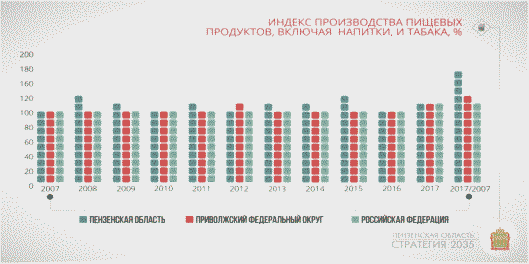 ИНДЕКС ПРОИЗВОДСТВА ПИЩЕВЫХ
ПРОДУКТОВ, ВКЛЮЧАЯ НАПИТКИ, И ТАБАКА, %
200
180
160
140
120
100
80
60
40
20
0
2007 2008 2009 2010 2011 2012 2013 2014 2015 2016 2017 2017/2007
ПЕНЗЕНСКАЯ ОБЛАСТЬ ПРИВОЛЖСКИЙ ФЕДЕРАЛЬНЫЙ ОКРУГ РОССИЙСКАЯ ФЕДЕРАЦИЯ
ПЕНЗЕНСКАЯ ОБЛАСТЬ
СТРАТЕГИЯ 2035